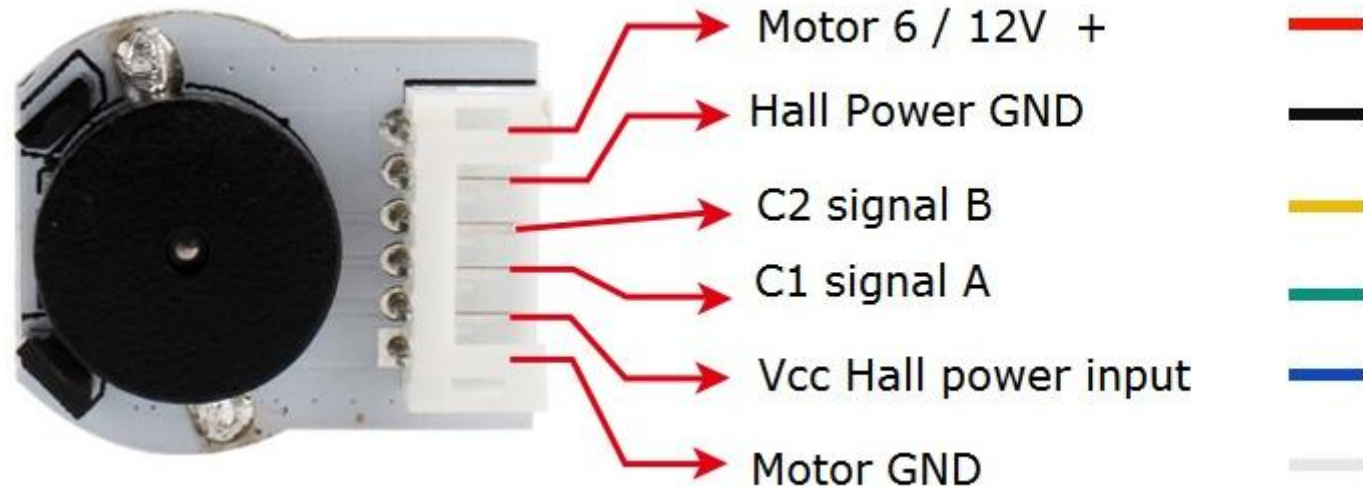 Motor 6 / 12V +
Hall Power GND
C2 signal B
C1 signal A
Vcc Hall power input
Motor GND